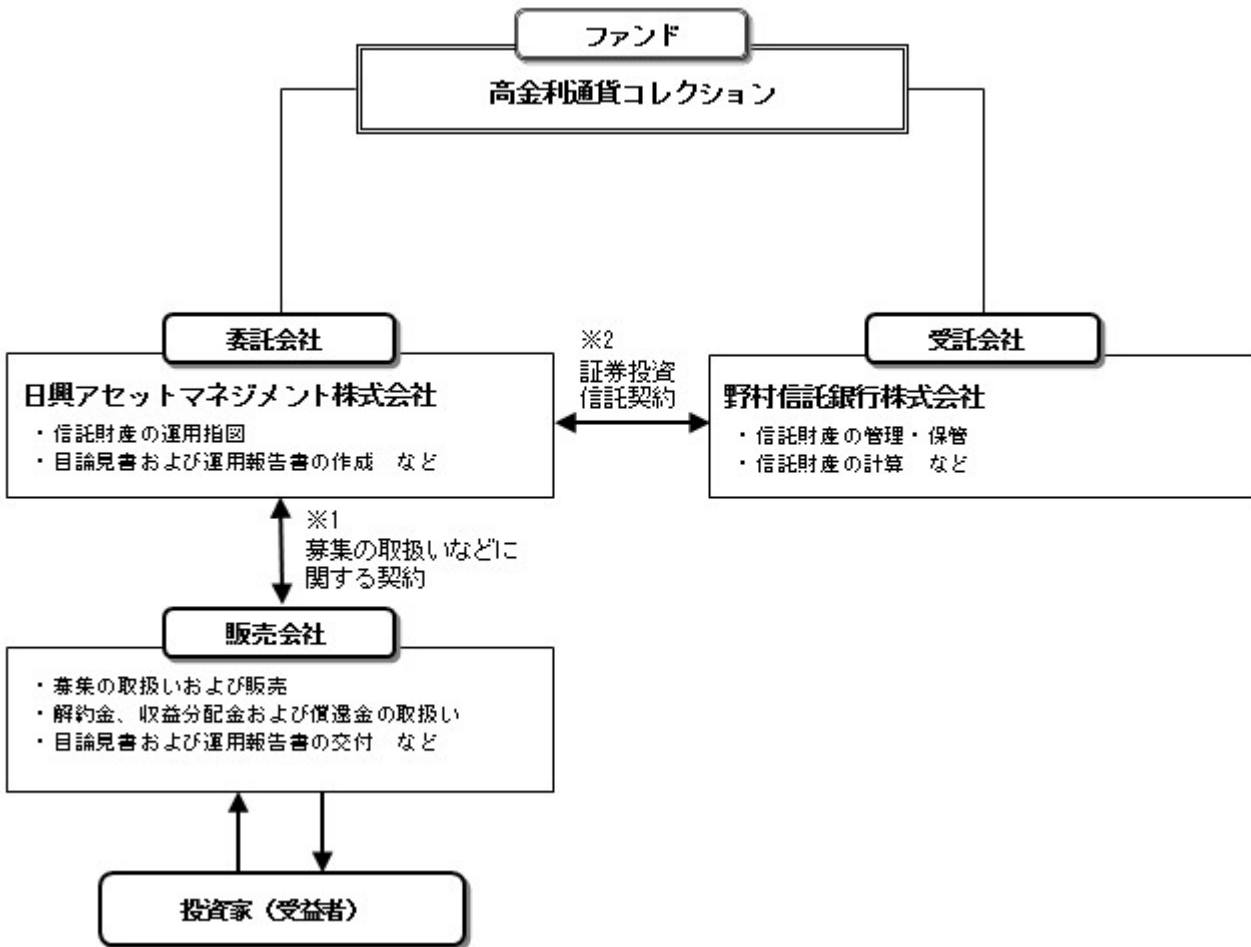 ファンド
高金利通貨コレクション
委託会社
日興アセットマネジメント株式会社
・信託財産の運用指図
・目論見書および運用報告書の作成　など
※2
証券投資
信託契約
受託会社
野村信託銀行株式会社
・信託財産の管理・保管
・信託財産の計算　など
※1
募集の取扱いなどに
関する契約
販売会社
・募集の取扱いおよび販売
・解約金、収益分配金および償還金の取扱い
・目論見書および運用報告書の交付　など
投資家（受益者）